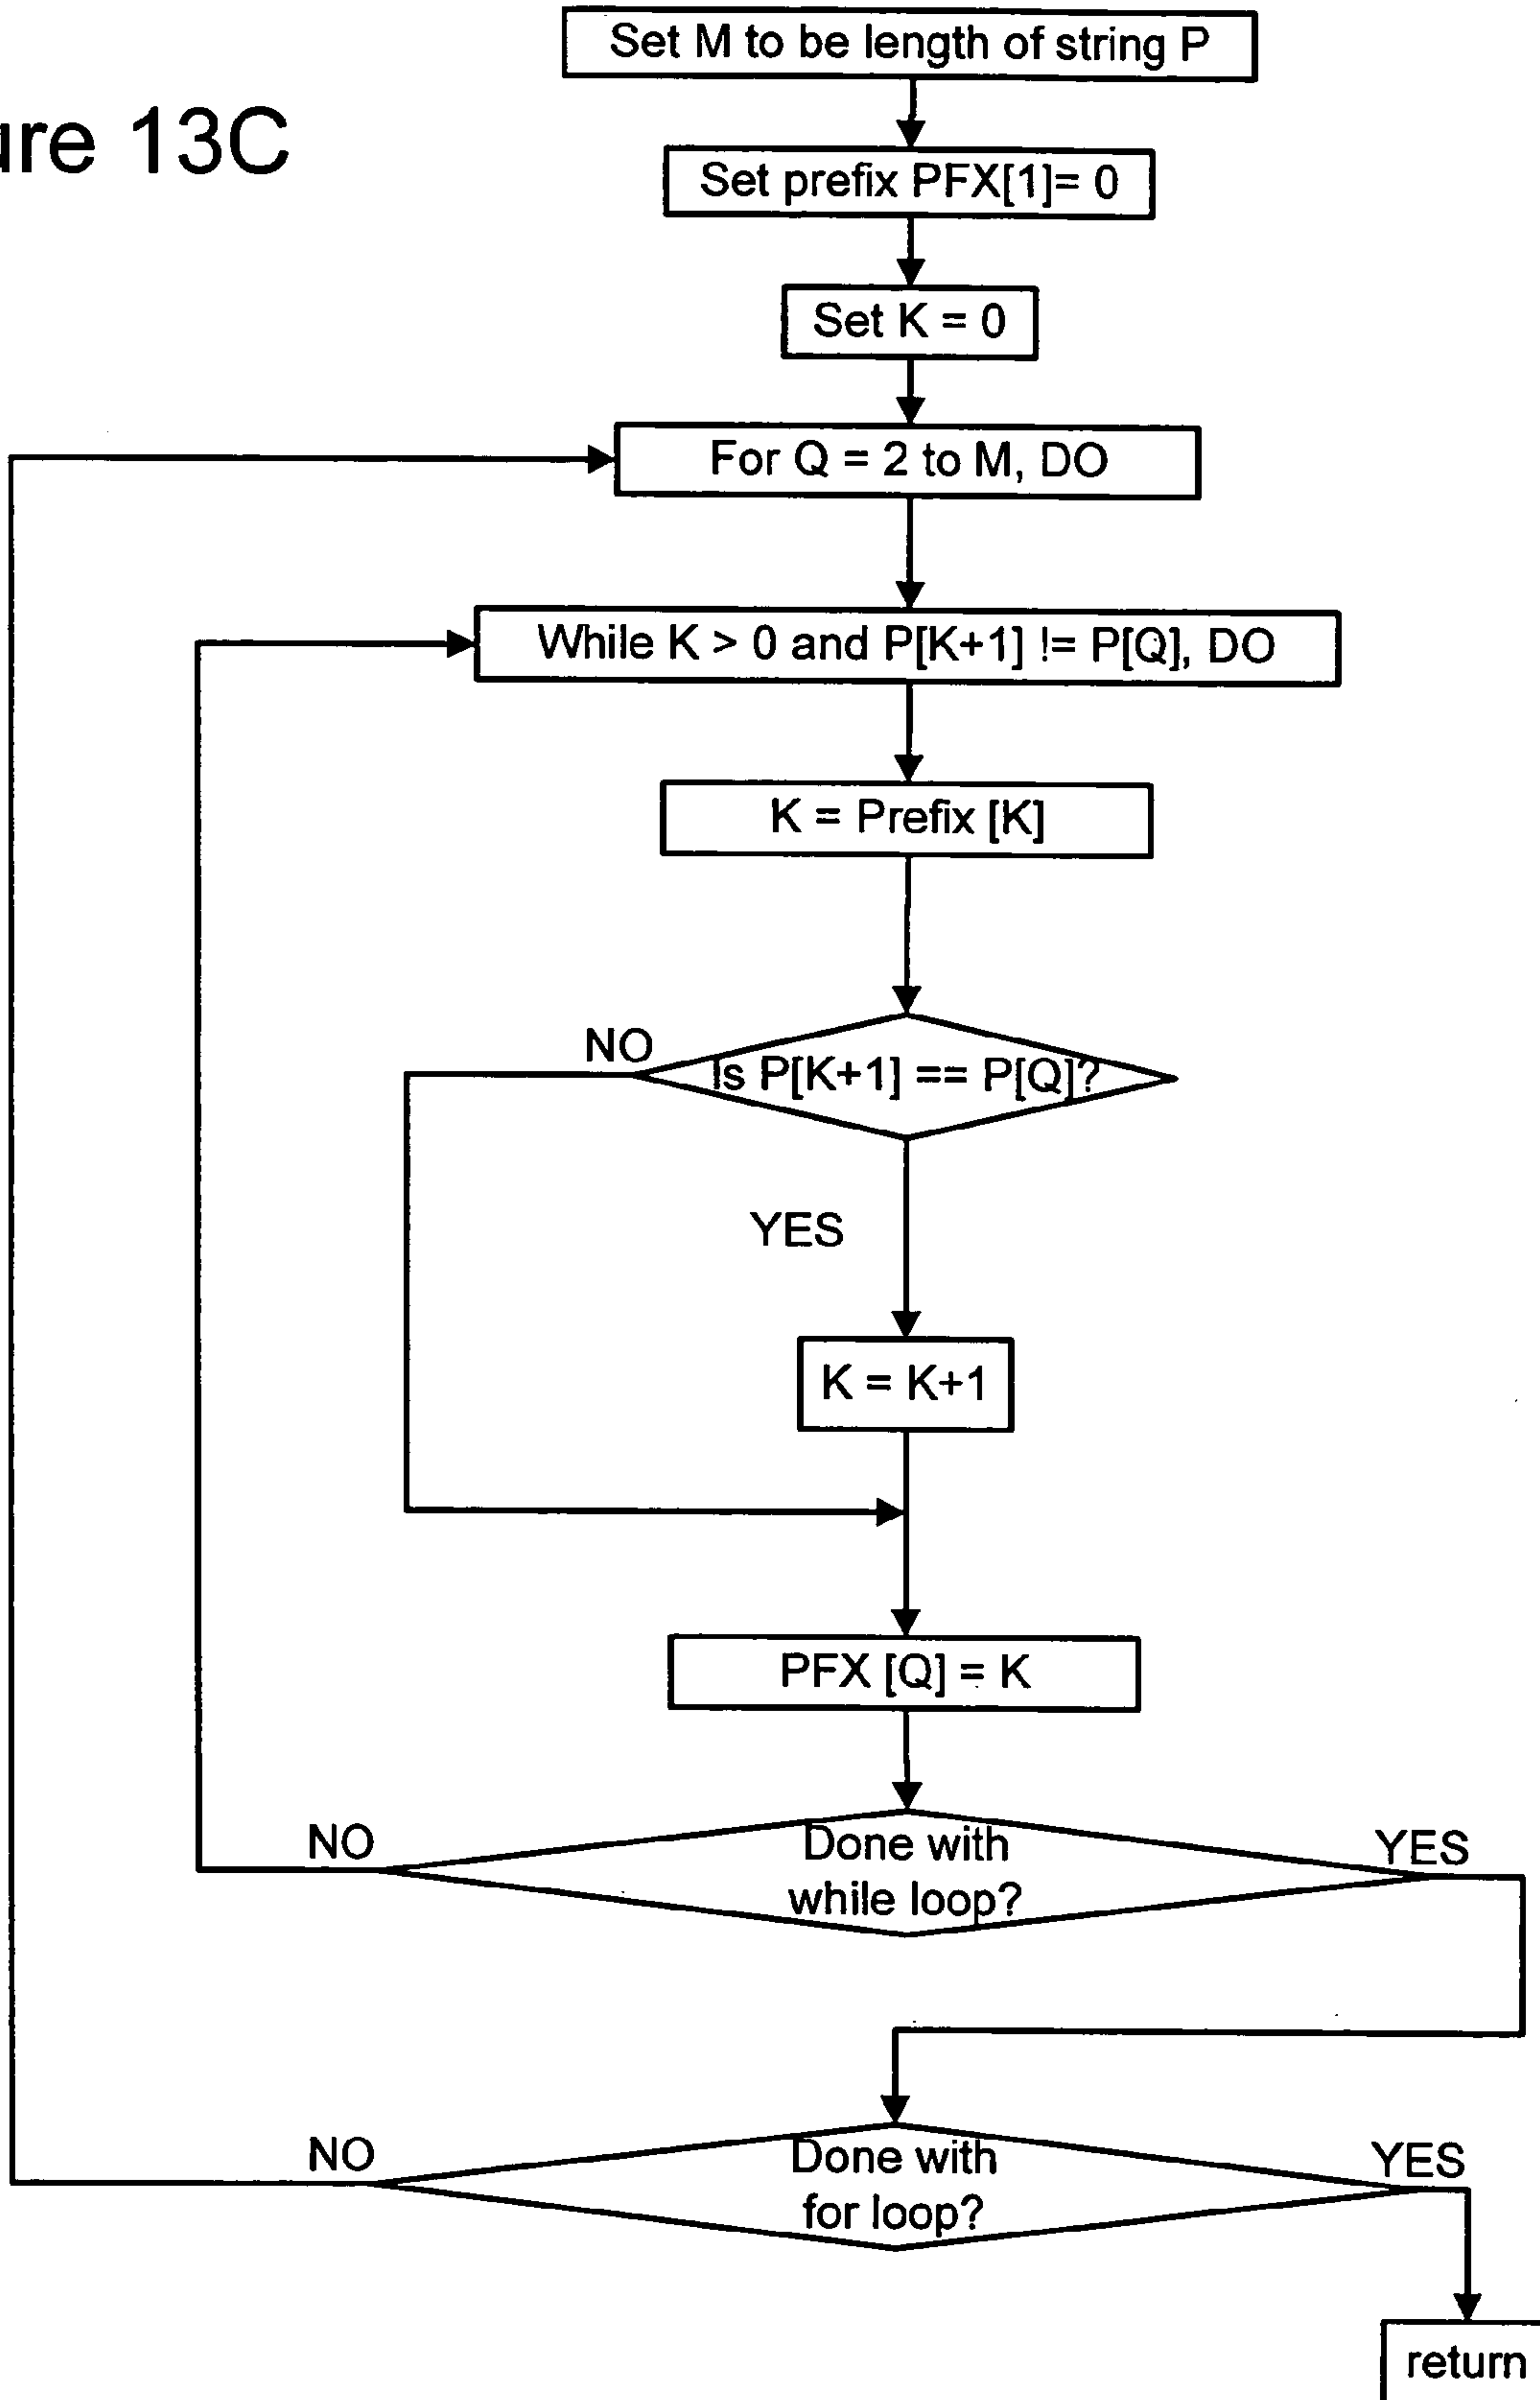 Set M to be length of string P
ure 13C
Set prefix PFX[1]= 0
Set K = 0
For Q = 2 to M, DO
While K > 0 and P[K+1] != P[Q], DO
K = Prefix [K]
NO
Is P[K+1] == P[Q]?
YES
K = K+1
PFX [Q] = K
NO
Done with
while loop?
YES
NO
Done with
for loop?
YES
return